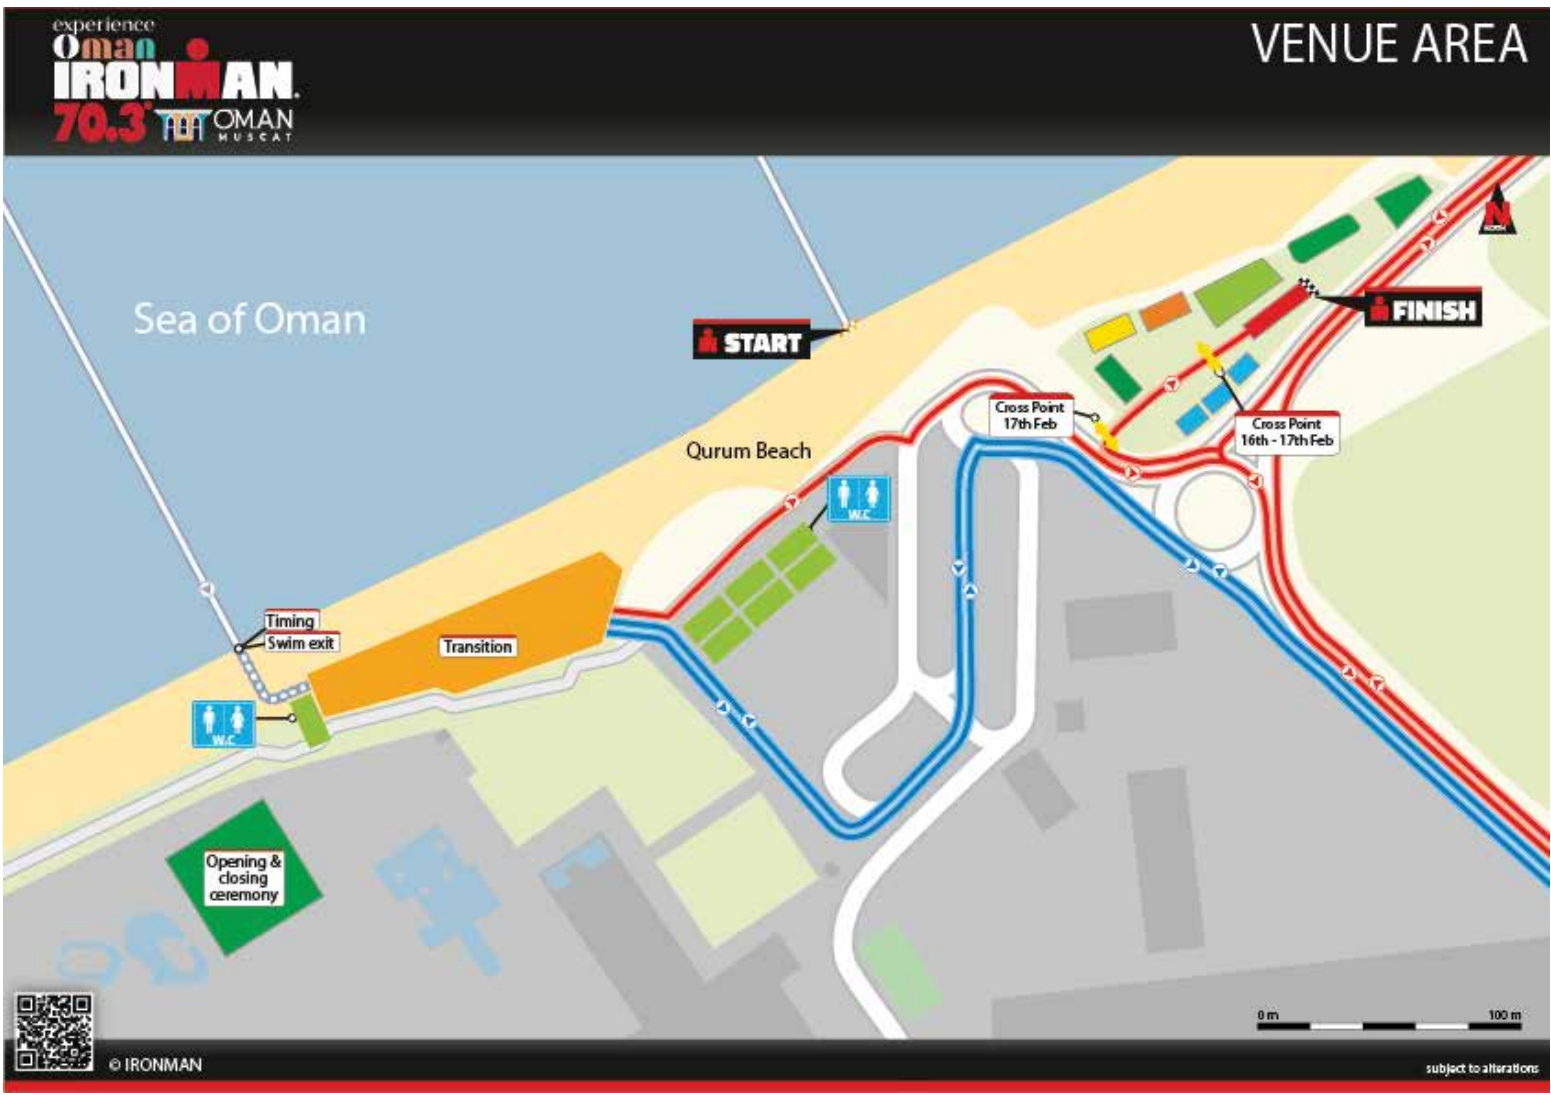 experience
Oman
IRONMAN.
70.3 OMAN
MUSCAT
VENUE AREA
Sea of Oman
START
FINISH
N
NORTH
Cross Point
17th Feb
Cross Point
16th - 17th Feb
Qurum Beach
W.C
Timing
Swim exit
Transition
W.C
Opening &
closing
ceremony
0 m
100 m
© IRONMAN
subject to alterations